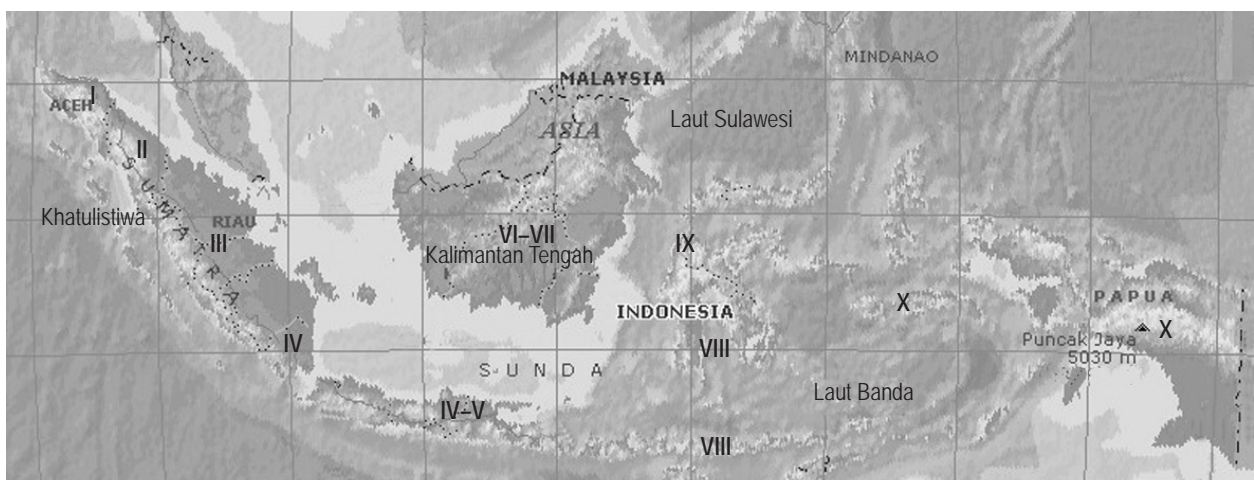 MINDANAO
MALAYSIA
I
ACEH
Laut Sulawesi
ASIA
II
SUMATRA
Khatulistiwa
RIAU
III
VI–VII
Kalimantan Tengah
IX
INDONESIA
X
PAPUA
X
Puncak Jaya
5030 m
IV
VIII
SUNDA
Laut Banda
IV–V
VIII